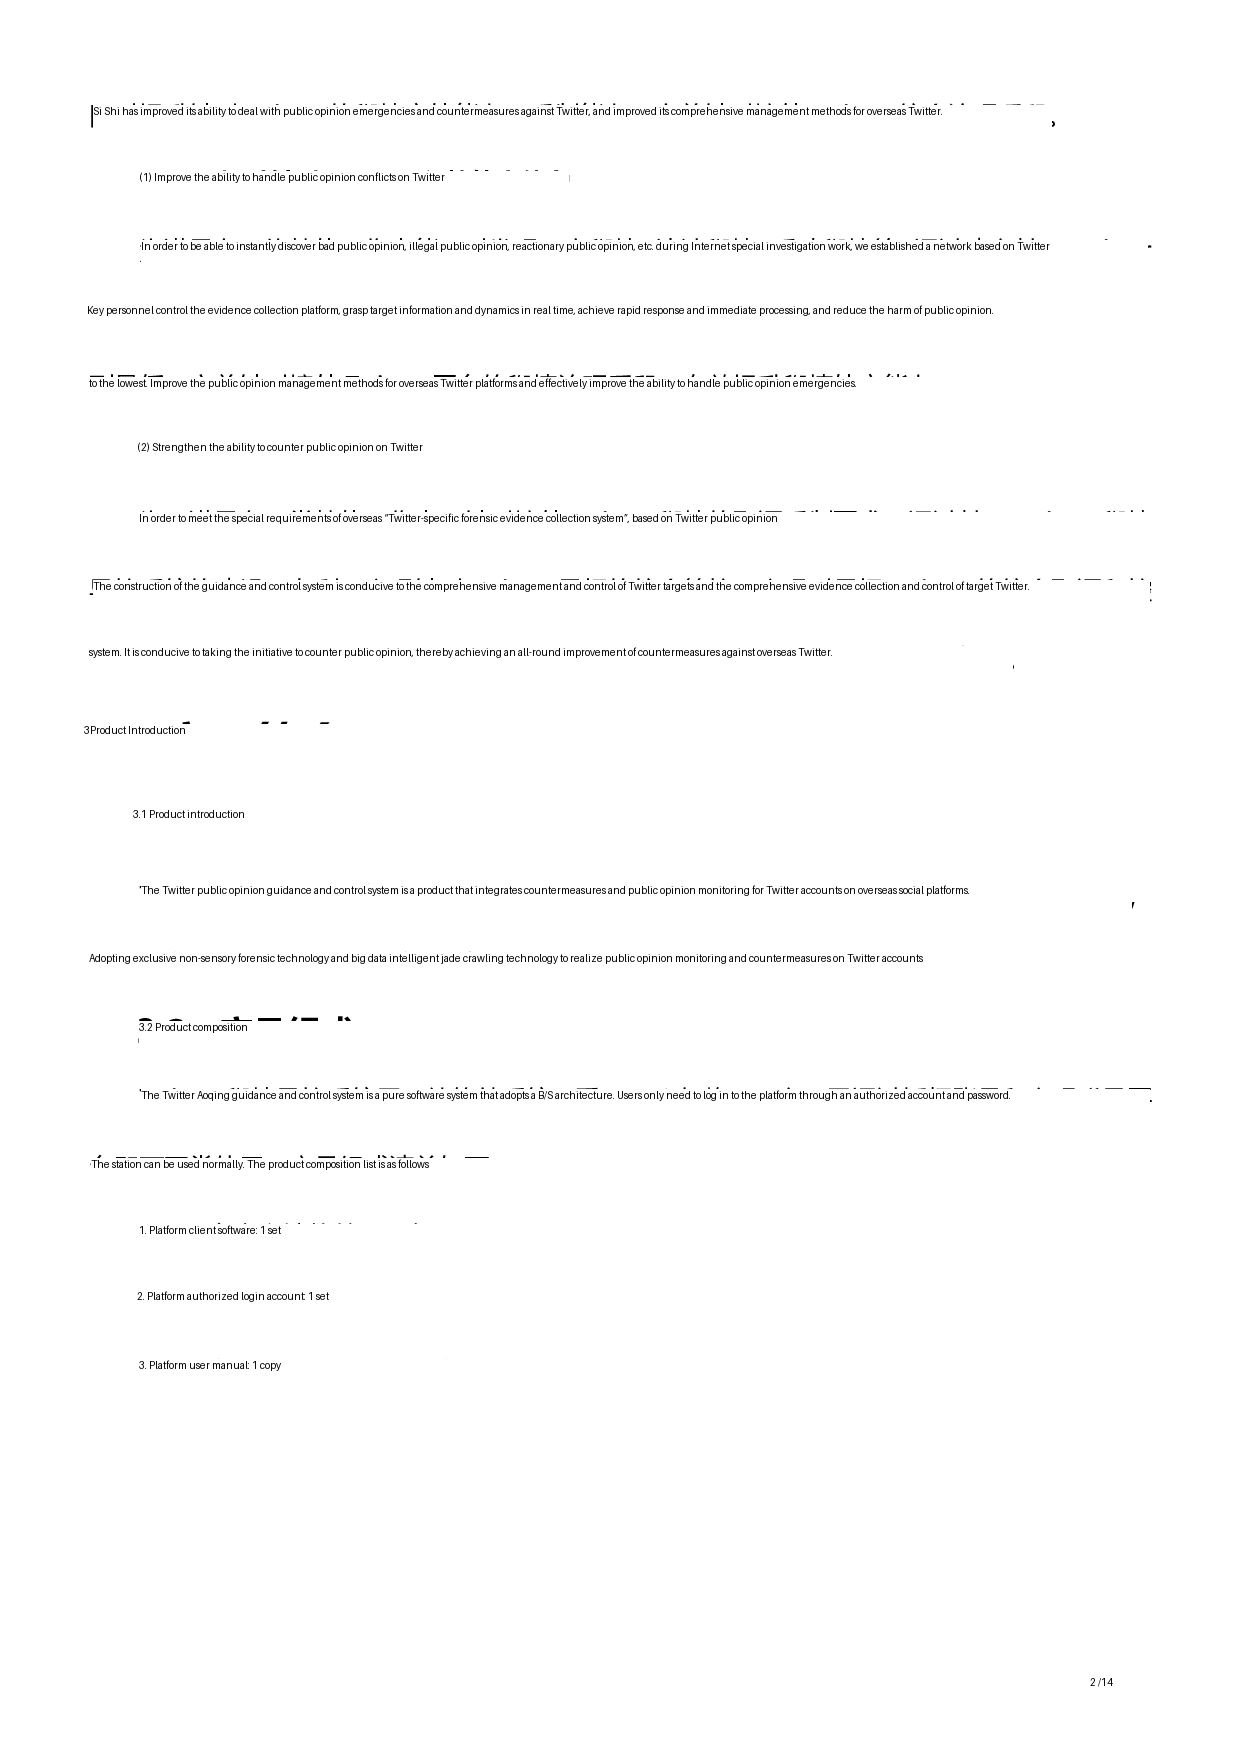 Si Shi has improved its ability to deal with public opinion emergencies and countermeasures against Twitter, and improved its comprehensive management methods for overseas Twitter.
(1) Improve the ability to handle public opinion conflicts on Twitter
In order to be able to instantly discover bad public opinion, illegal public opinion, reactionary public opinion, etc. during Internet special investigation work, we established a network based on Twitter
Key personnel control the evidence collection platform, grasp target information and dynamics in real time, achieve rapid response and immediate processing, and reduce the harm of public opinion.
to the lowest. Improve the public opinion management methods for overseas Twitter platforms and effectively improve the ability to handle public opinion emergencies.
(2) Strengthen the ability to counter public opinion on Twitter
In order to meet the special requirements of overseas "Twitter-specific forensic evidence collection system", based on Twitter public opinion
The construction of the guidance and control system is conducive to the comprehensive management and control of Twitter targets and the comprehensive evidence collection and control of target Twitter.
system. It is conducive to taking the initiative to counter public opinion, thereby achieving an all-round improvement of countermeasures against overseas Twitter.
3Product Introduction
3.1 Product introduction
"The Twitter public opinion guidance and control system is a product that integrates countermeasures and public opinion monitoring for Twitter accounts on overseas social platforms.
Adopting exclusive non-sensory forensic technology and big data intelligent jade crawling technology to realize public opinion monitoring and countermeasures on Twitter accounts
3.2 Product composition
"The Twitter Aoqing guidance and control system is a pure software system that adopts a B/S architecture. Users only need to log in to the platform through an authorized account and password.
The station can be used normally. The product composition list is as follows
1. Platform client software: 1 set
2. Platform authorized login account: 1 set
3. Platform user manual: 1 copy
2 /14